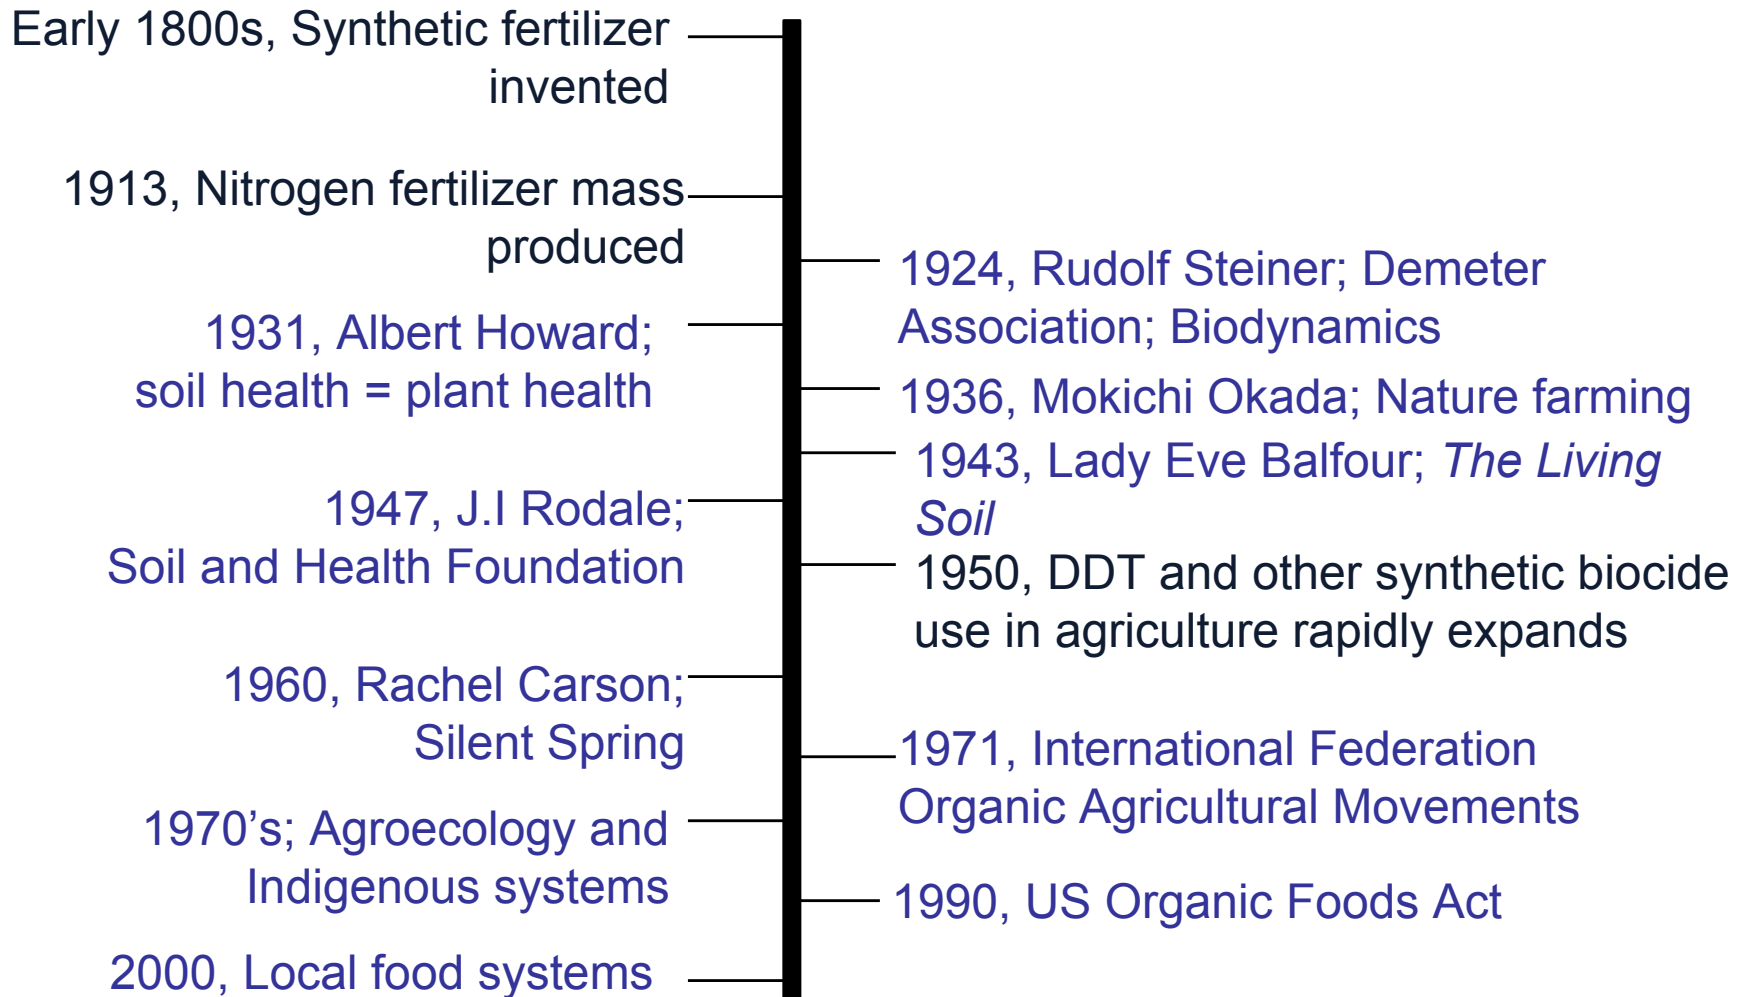 Early 1800s, Synthetic fertilizer
invented
1913, Nitrogen fertilizer mass
produced
1924, Rudolf Steiner; Demeter
Association; Biodynamics
1931, Albert Howard;
soil health = plant health
1936, Mokichi Okada; Nature farming
1943, Lady Eve Balfour; The Living
Soil
1947, J.I Rodale;
Soil and Health Foundation
1950, DDT and other synthetic biocide
use in agriculture rapidly expands
1960, Rachel Carson;
Silent Spring
1971, International Federation
Organic Agricultural Movements
1970’s; Agroecology and
Indigenous systems
1990, US Organic Foods Act
2000, Local food systems